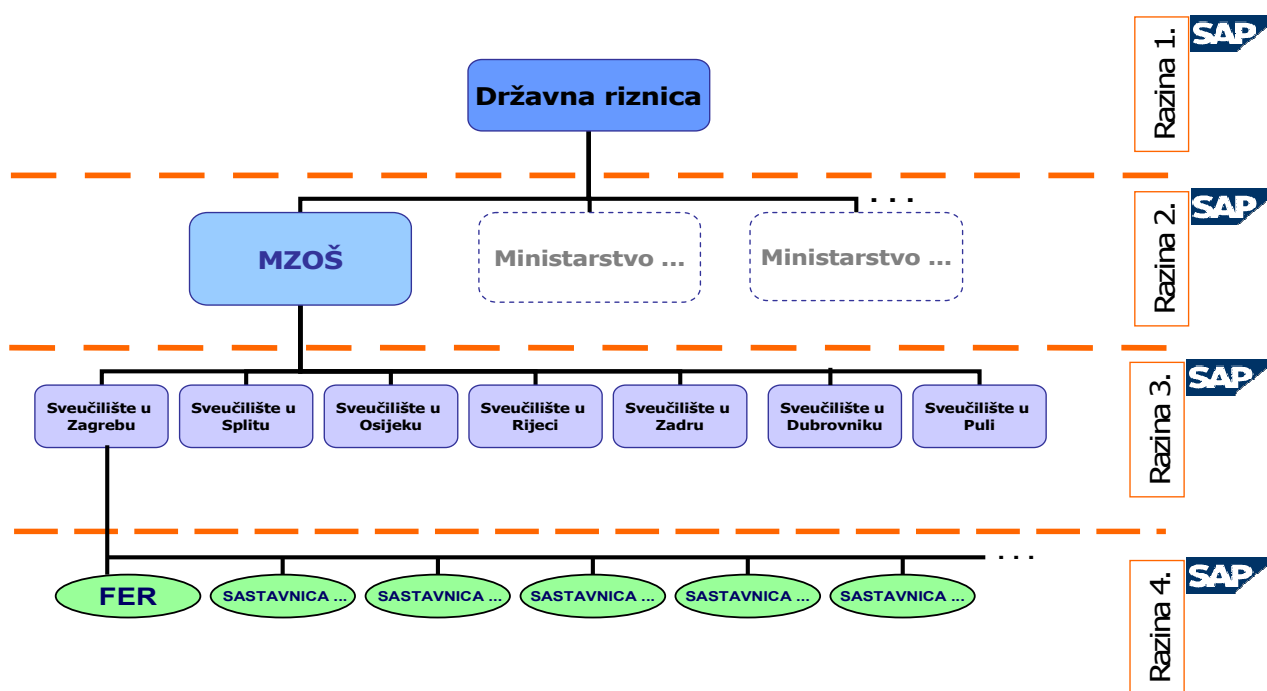 Državna riznica
Razina 1.
SAP
. . .
MZOŠ
Ministarstvo ...
Ministarstvo ...
Razina 2.
SAP
Sveučilište u
Zagrebu
Sveučilište u
Splitu
Sveučilište u
Osijeku
Sveučilište u
Rijeci
Sveučilište u
Zadru
Sveučilište u
Dubrovniku
Sveučilište u
Puli
Razina 3.
SAP
. . .
FER
SASTAVNICA ...
SASTAVNICA ...
SASTAVNICA ...
SASTAVNICA ...
SASTAVNICA ...
Razina 4.
SAP